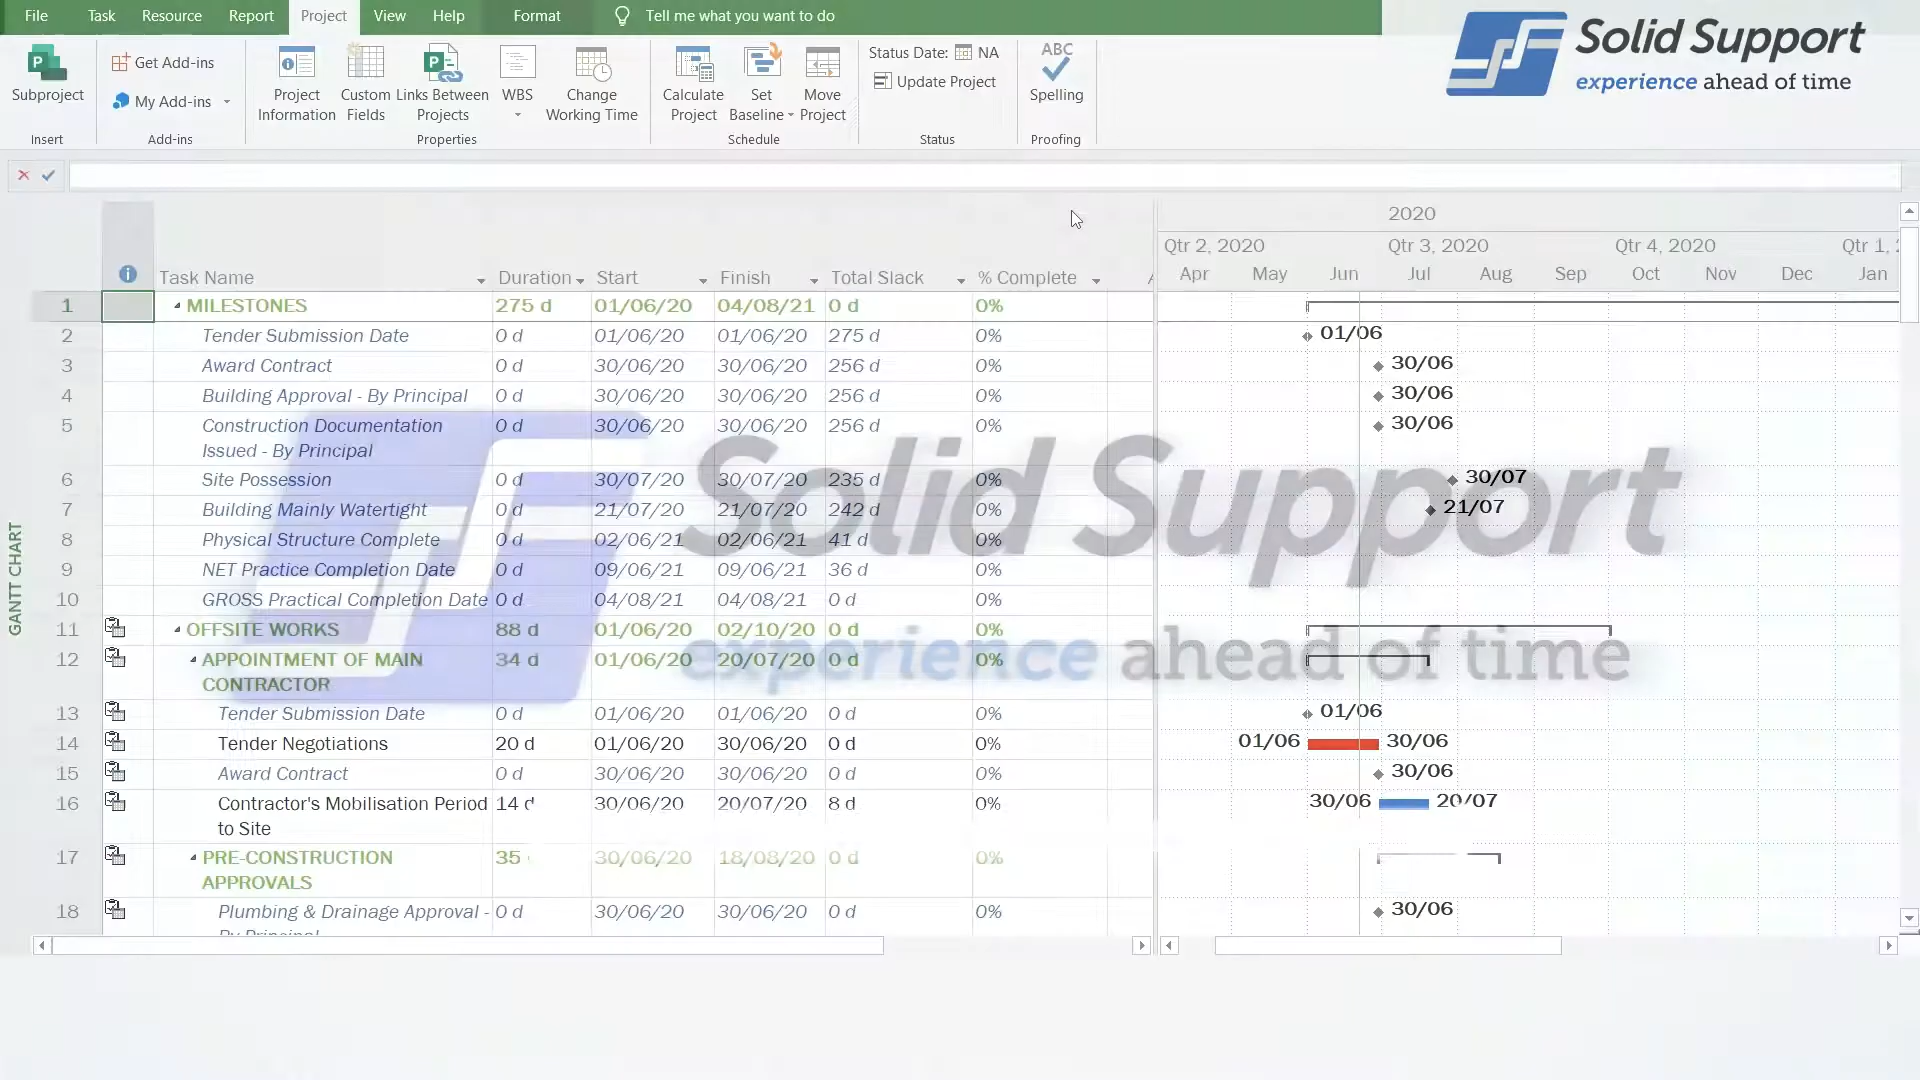 File Task Resource Report Project View Help Format Tell me what you want to do
Solid Support
experience ahead of time
Subproject
Insert
Get Add-ins
My Add-ins
Add-ins
Project Information
Custom Fields
Links Between Projects
WBS
Change Working Time
Properties
Calculate Project
Set Baseline
Move Project
Schedule
Status Date: NA
Update Project
Status
ABC
Spelling
Proofing
GANTT CHART
Task Name Duration Start Finish Total Slack % Complete
2020
Qtr 2, 2020 Qtr 3, 2020 Qtr 4, 2020 Qtr 1,
Apr May Jun Jul Aug Sep Oct Nov Dec Jan
1 MILESTONES 275 d 01/06/20 04/08/21 0 d 0%
2 Tender Submission Date 0 d 01/06/20 01/06/20 275 d 0% 01/06
3 Award Contract 0 d 30/06/20 30/06/20 256 d 0% 30/06
4 Building Approval - By Principal 0 d 30/06/20 30/06/20 256 d 0% 30/06
5 Construction Documentation 0 d 30/06/20 30/06/20 256 d 0% 30/06
Issued - By Principal
6 Site Possession 0 d 30/07/20 30/07/20 235 d 0% 30/07
7 Building Mainly Watertight 0 d 21/07/20 21/07/20 242 d 0% 21/07
8 Physical Structure Complete 0 d 02/06/21 02/06/21 41 d 0%
9 NET Practice Completion Date 0 d 09/06/21 09/06/21 36 d 0%
10 GROSS Practical Completion Date 0 d 04/08/21 04/08/21 0 d 0%
11 OFFSITE WORKS 88 d 01/06/20 02/10/20 0 d 0%
12 APPOINTMENT OF MAIN 34 d 01/06/20 20/07/20 0 d 0%
CONTRACTOR
13 Tender Submission Date 0 d 01/06/20 01/06/20 0 d 0% 01/06
14 Tender Negotiations 20 d 01/06/20 30/06/20 0 d 0% 01/06 30/06
15 Award Contract 0 d 30/06/20 30/06/20 0 d 0% 30/06
16 Contractor's Mobilisation Period 14 d 30/06/20 20/07/20 8 d 0% 30/06 20/07
to Site
17 PRE-CONSTRUCTION 35 30/06/20 18/08/20 0 d 0%
APPROVALS
18 Plumbing & Drainage Approval - 0 d 30/06/20 30/06/20 0 d 0% 30/06
Solid Support
experience ahead of time